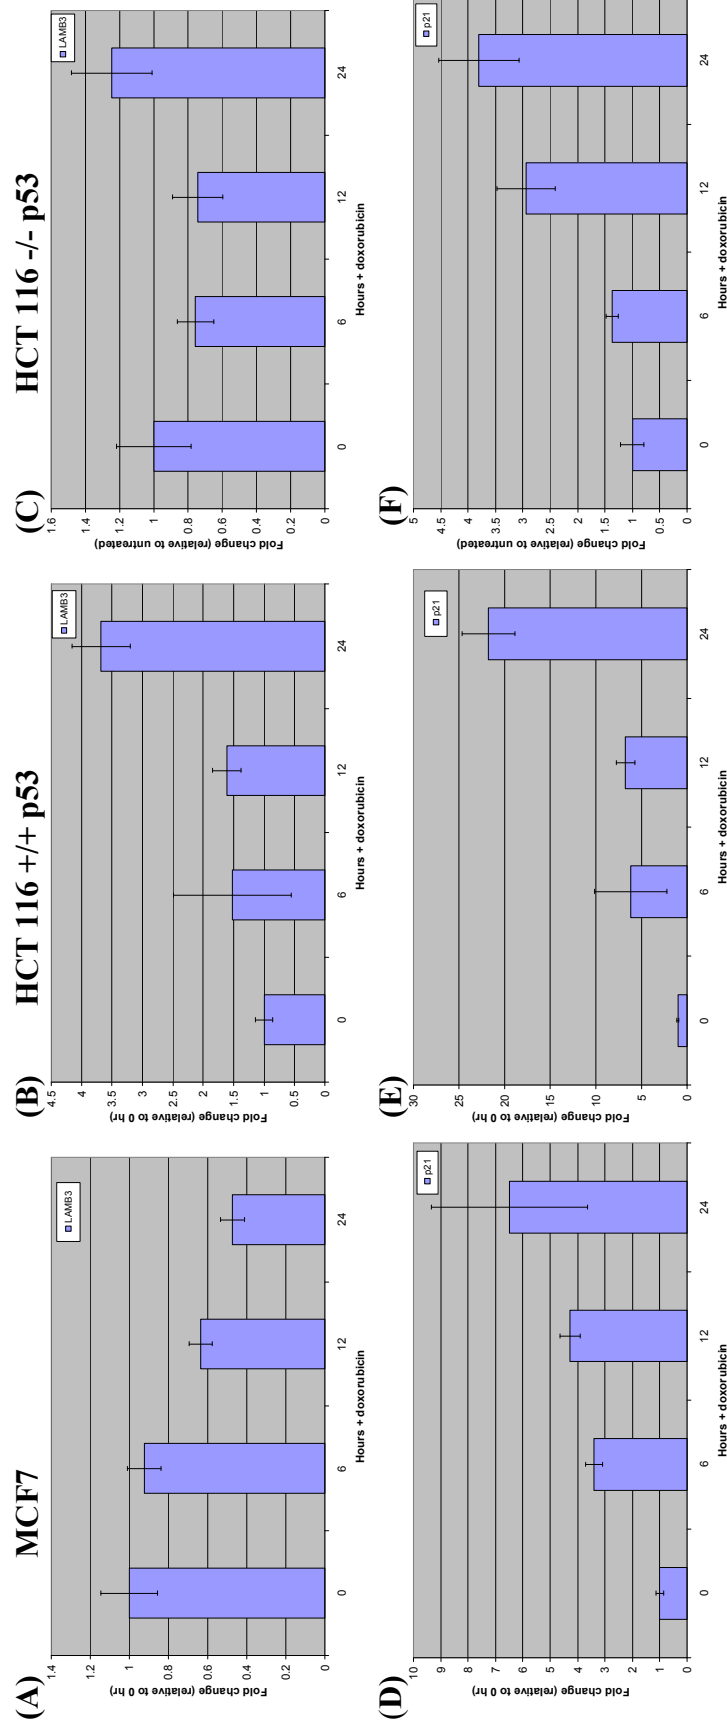 MCF7
HCT 116 +/+ p53
HCT 116 -/- p53
(A)
LAMB3
Fold change (relative to 0 hr)
1.4
1.2
1
0.8
0.6
0.4
0.2
0
0 6 12 24
Hours + doxorubicin
(B)
LAMB3
Fold change (relative to 0 hr)
4.5
4
3.5
3
2.5
2
1.5
1
0.5
0
0 6 12 24
Hours + doxorubicin
(C)
LAMB3
Fold change (relative to untreated)
1.6
1.4
1.2
1
0.8
0.6
0.4
0.2
0
0 6 12 24
Hours + doxorubicin
(D)
p21
Fold change (relative to 0 hr)
10
9
8
7
6
5
4
3
2
1
0
0 6 12 24
Hours + doxorubicin
(E)
p21
Fold change (relative to 0 hr)
30
25
20
15
10
5
0
0 6 12 24
Hours + doxorubicin
(F)
p21
Fold change (relative to untreated)
5
4.5
4
3.5
3
2.5
2
1.5
1
0.5
0
0 6 12 24
Hours + doxorubicin